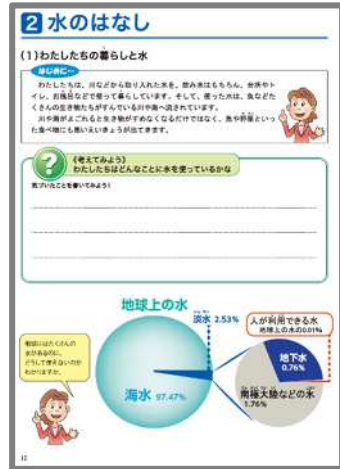 2 水のはなし
(1)わたしたちの暮らしと水
はじめに…
わたしたちは、川などから取り入れた水を、飲み水はもちろん、台所やト
イレ、お風呂などで使って暮らしています。そして、使った水は、魚などた
くさんの生き物たちがすんでいる川や海へ流されています。
川や海がよごれると生き物がすめなくなるだけではなく、魚や野菜といっ
た食べ物にも悪いえいきょうが出てきます。
?
《考えてみよう》
わたしたちはどんなことに水を使っているかな
気づいたことを書いてみよう!
地球上の水
淡水 2.53%
人が利用できる水
地球上の水の0.01%
地球にはたくさんの
水があるのに、
どうして使えないのか
わかりますか。
海水 97.47%
地下水
0.76%
南極大陸などの氷
1.76%
12